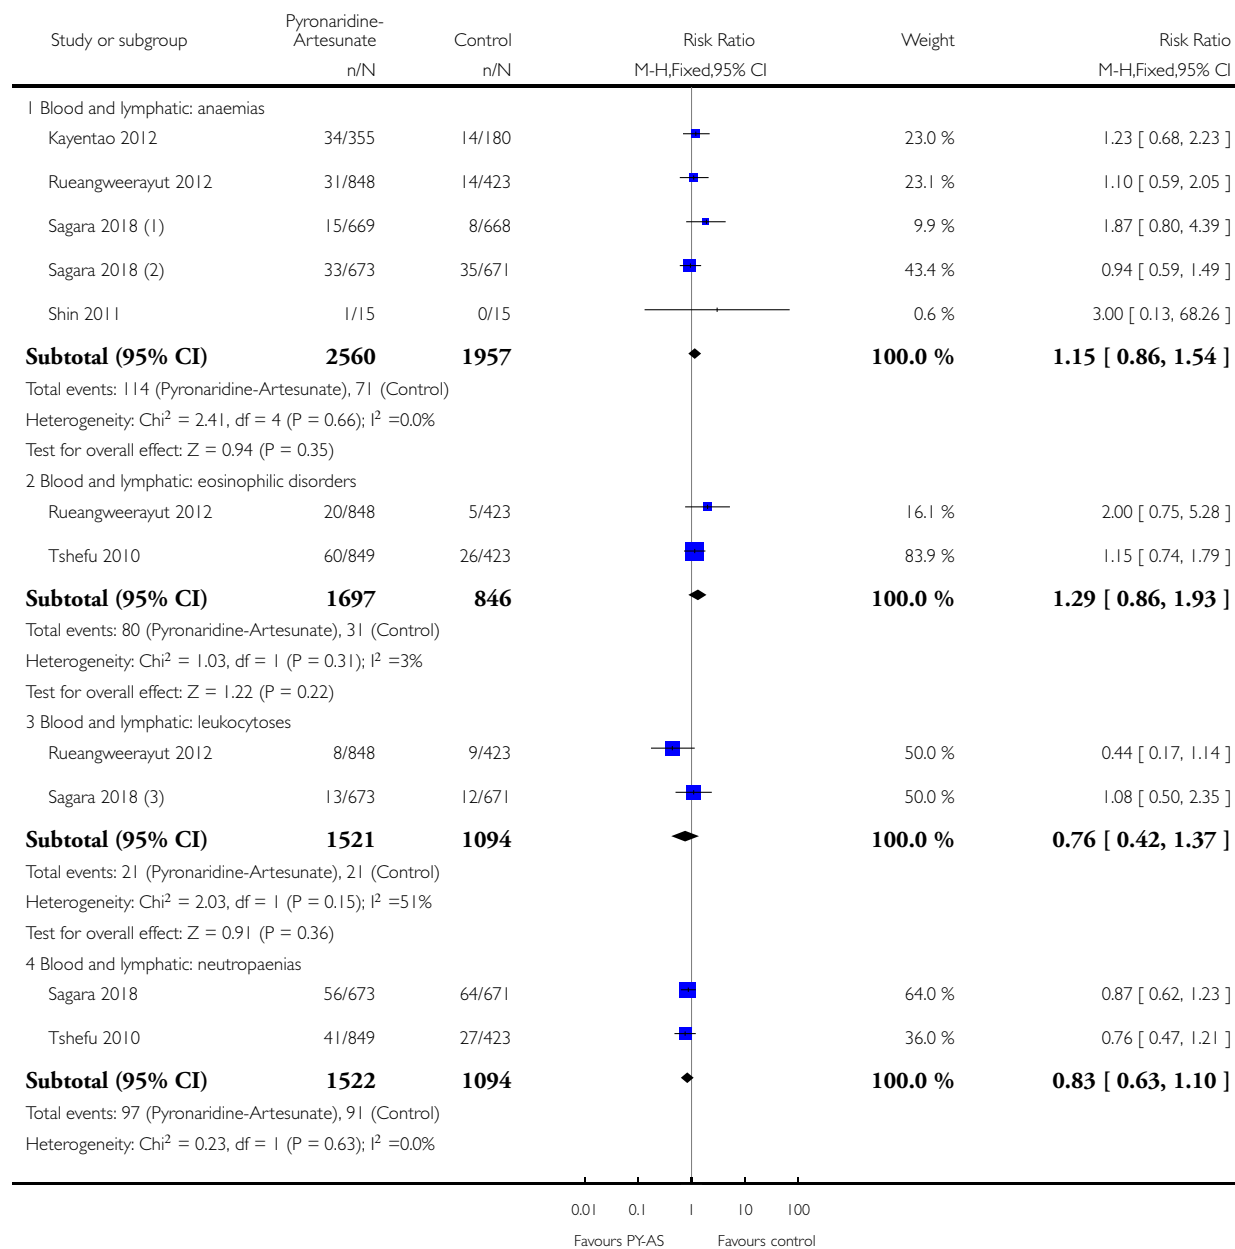 Pyronaridine-
Study or subgroup Artesunate Control Risk Ratio Weight Risk Ratio
n/N n/N M-H,Fixed,95% CI M-H,Fixed,95% CI
1 Blood and lymphatic: anaemias
Kayentao 2012 34/355 14/180 23.0 % 1.23 [ 0.68, 2.23 ]
Rueangweerayut 2012 31/848 14/423 23.1 % 1.10 [ 0.59, 2.05 ]
Sagara 2018 (1) 15/669 8/668 9.9 % 1.87 [ 0.80, 4.39 ]
Sagara 2018 (2) 33/673 35/671 43.4 % 0.94 [ 0.59, 1.49 ]
Shin 2011 1/15 0/15 0.6 % 3.00 [ 0.13, 68.26 ]
Subtotal (95% CI) 2560 1957 100.0 % 1.15 [ 0.86, 1.54 ]
Total events: 114 (Pyronaridine-Artesunate), 71 (Control)
Heterogeneity: Chi² = 2.41, df = 4 (P = 0.66); I² =0.0%
Test for overall effect: Z = 0.94 (P = 0.35)
2 Blood and lymphatic: eosinophilic disorders
Rueangweerayut 2012 20/848 5/423 16.1 % 2.00 [ 0.75, 5.28 ]
Tshefu 2010 60/849 26/423 83.9 % 1.15 [ 0.74, 1.79 ]
Subtotal (95% CI) 1697 846 100.0 % 1.29 [ 0.86, 1.93 ]
Total events: 80 (Pyronaridine-Artesunate), 31 (Control)
Heterogeneity: Chi² = 1.03, df = 1 (P = 0.31); I² =3%
Test for overall effect: Z = 1.22 (P = 0.22)
3 Blood and lymphatic: leukocytoses
Rueangweerayut 2012 8/848 9/423 50.0 % 0.44 [ 0.17, 1.14 ]
Sagara 2018 (3) 13/673 12/671 50.0 % 1.08 [ 0.50, 2.35 ]
Subtotal (95% CI) 1521 1094 100.0 % 0.76 [ 0.42, 1.37 ]
Total events: 21 (Pyronaridine-Artesunate), 21 (Control)
Heterogeneity: Chi² = 2.03, df = 1 (P = 0.15); I² =51%
Test for overall effect: Z = 0.91 (P = 0.36)
4 Blood and lymphatic: neutropaenias
Sagara 2018 56/673 64/671 64.0 % 0.87 [ 0.62, 1.23 ]
Tshefu 2010 41/849 27/423 36.0 % 0.76 [ 0.47, 1.21 ]
Subtotal (95% CI) 1522 1094 100.0 % 0.83 [ 0.63, 1.10 ]
Total events: 97 (Pyronaridine-Artesunate), 91 (Control)
Heterogeneity: Chi² = 0.23, df = 1 (P = 0.63); I² =0.0%
0.01 0.1 1 10 100
Favours PY-AS Favours control